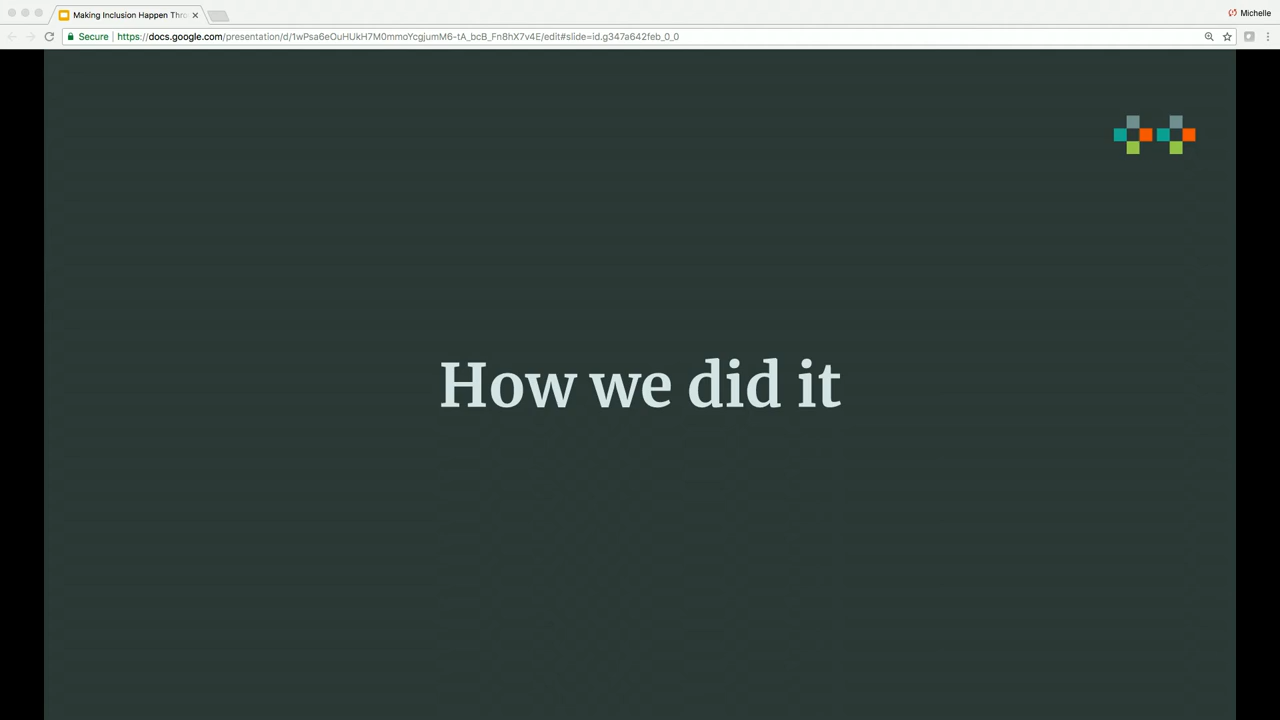 Making Inclusion Happen Thr
Michelle
Secure
https://docs.google.com/presentation/d/1wPsa6eOuHUkH7M0mmoYcgjumM6-tA_bcB_Fn8hX7v4E/edit#slide=id.g347a642feb_0_0
How we did it